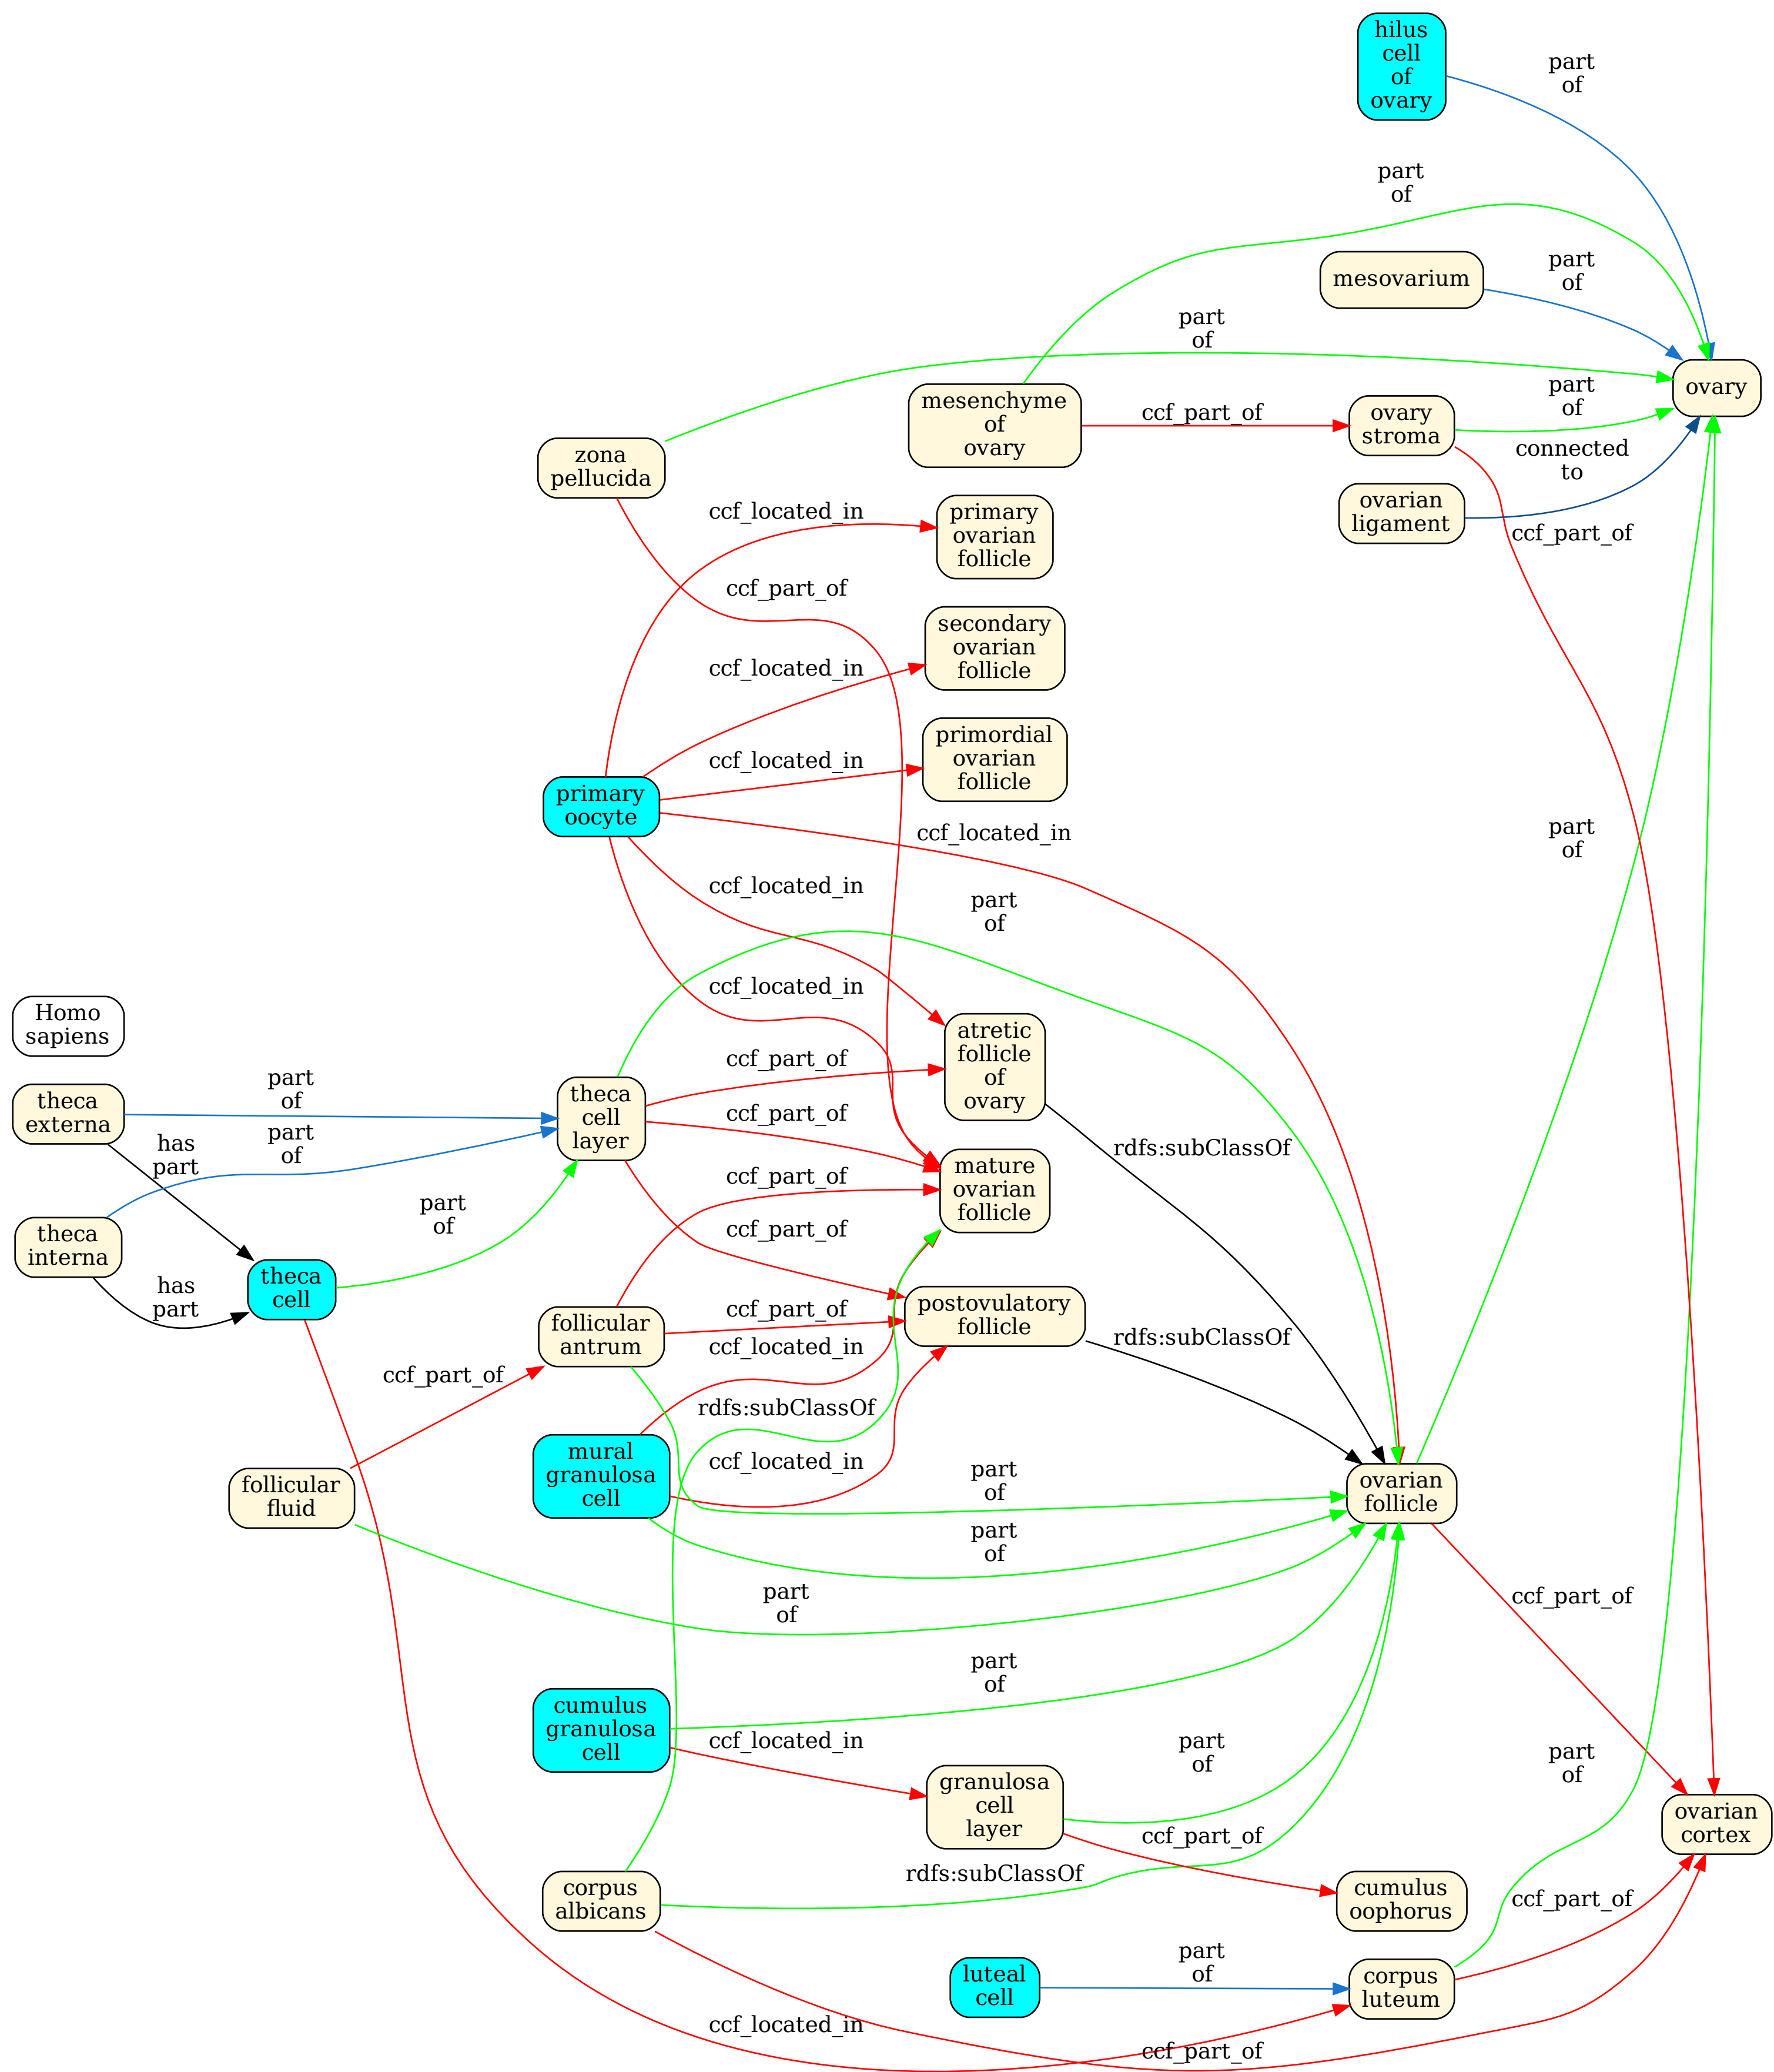 hilus
cell
of
ovary
part
of
part
of
mesovarium
part
of
part
of
ovary
mesenchyme
of
ovary
ccf_part_of
ovary
stroma
part
of
connected
to
zona
pellucida
ovarian
ligament
ccf_part_of
ccf_located_in
primary
ovarian
follicle
ccf_part_of
secondary
ovarian
follicle
ccf_located_in
primordial
ovarian
follicle
ccf_located_in
primary
oocyte
ccf_located_in
part
of
ccf_located_in
part
of
ccf_located_in
Homo
sapiens
atretic
follicle
of
ovary
ccf_part_of
theca
externa
part
of
theca
cell
layer
ccf_part_of
has
part
part
of
rdfs:subClassOf
mature
ovarian
follicle
ccf_part_of
theca
interna
part
of
ccf_part_of
has
part
theca
cell
postovulatory
follicle
follicular
antrum
ccf_part_of
ccf_located_in
rdfs:subClassOf
ccf_part_of
rdfs:subClassOf
mural
granulosa
cell
ccf_located_in
part
of
ovarian
follicle
follicular
fluid
part
of
part
of
ccf_part_of
cumulus
granulosa
cell
part
of
ccf_located_in
part
of
part
of
granulosa
cell
layer
ccf_part_of
ovarian
cortex
corpus
albicans
rdfs:subClassOf
cumulus
oophorus
ccf_part_of
luteal
cell
part
of
corpus
luteum
ccf_located_in
ccf_part_of